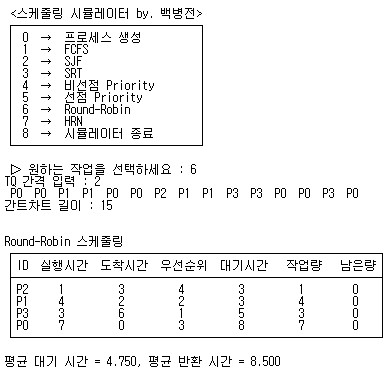 <스케줄링 시뮬레이터 by. 백병전>
0 → 프로세스 생성
1 → FCFS
2 → SJF
3 → SRT
4 → 비선점 Priority
5 → 선점 Priority
6 → Round-Robin
7 → HRN
8 → 시뮬레이터 종료
▷ 원하는 작업을 선택하세요 : 6
TQ 간격 입력 : 2
P0 P0 P1 P1 P0 P0 P2 P1 P1 P3 P3 P0 P0 P3 P0
간트차트 길이 : 15
Round-Robin 스케줄링
ID 실행시간 도착시간 우선순위 대기시간 작업량 남은량
P2 1 3 4 3 1 0
P1 4 2 2 3 4 0
P3 3 6 1 5 3 0
P0 7 0 3 8 7 0
평균 대기 시간 = 4.750, 평균 반환 시간 = 8.500